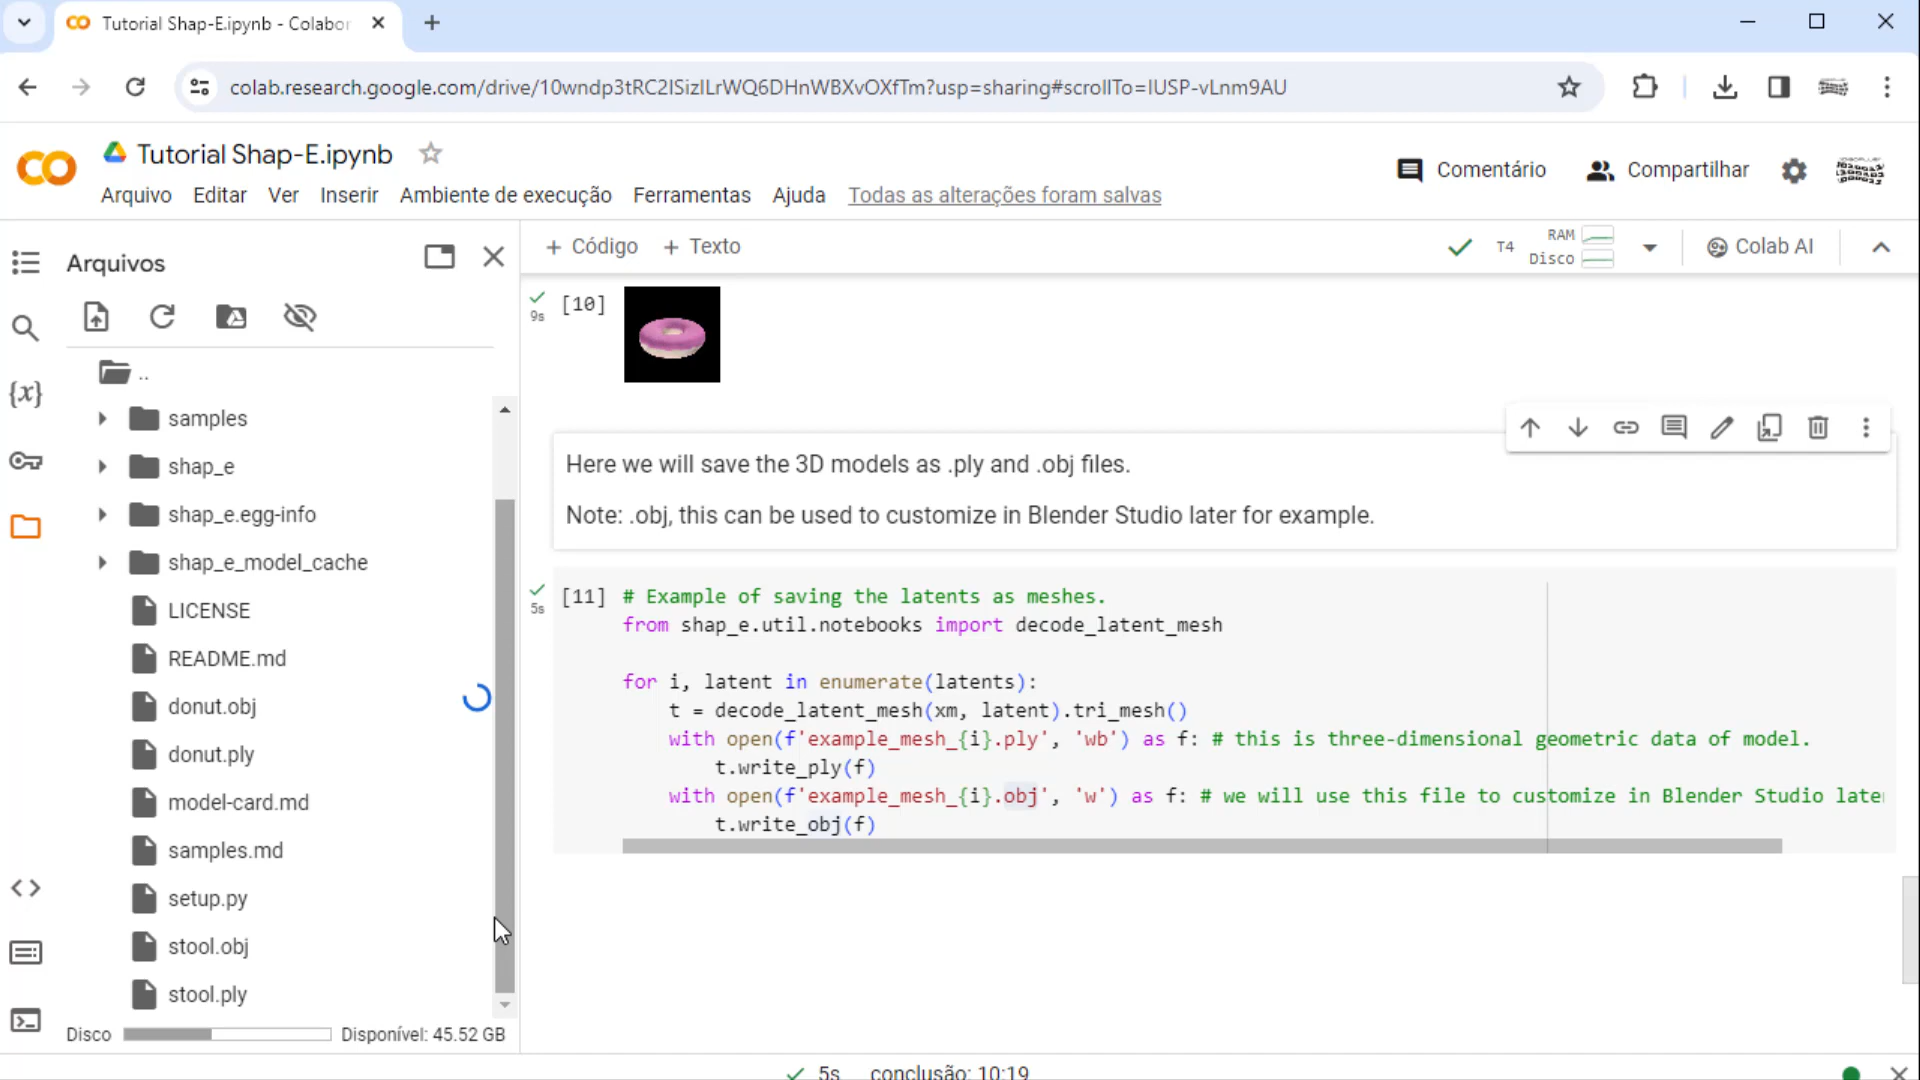 Tutorial Shap-E.ipynb - Colabor
colab.research.google.com/drive/10wndp3tRC2ISizlLrWQ6DHnWBXvOXfTm?usp=sharing#scrollTo=IUSP-vLnm9AU
Tutorial Shap-E.ipynb
Comentário
Compartilhar
Arquivo Editar Ver Inserir Ambiente de execução Ferramentas Ajuda Todas as alterações foram salvas
Arquivos
+ Código + Texto
T4 RAM
Disco
Colab AI
..
samples
shap_e
shap_e.egg-info
shap_e_model_cache
LICENSE
README.md
donut.obj
donut.ply
model-card.md
samples.md
setup.py
stool.obj
stool.ply
Disco Disponível: 45.52 GB
9s [10]
Here we will save the 3D models as .ply and .obj files.
Note: .obj, this can be used to customize in Blender Studio later for example.
5s [11] # Example of saving the latents as meshes.
from shap_e.util.notebooks import decode_latent_mesh
for i, latent in enumerate(latents):
t = decode_latent_mesh(xm, latent).tri_mesh()
with open(f'example_mesh_{i}.ply', 'wb') as f: # this is three-dimensional geometric data of model.
t.write_ply(f)
with open(f'example_mesh_{i}.obj', 'w') as f: # we will use this file to customize in Blender Studio late
t.write_obj(f)
5s conclusão: 10:19